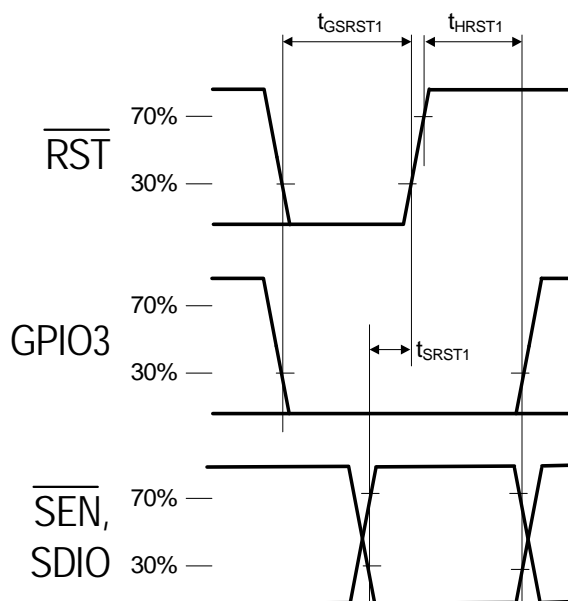 tGSRST1
tHRST1
70%
RST
30%
70%
GPIO3
30%
tSRST1
SEN,
70%
SDIO
30%